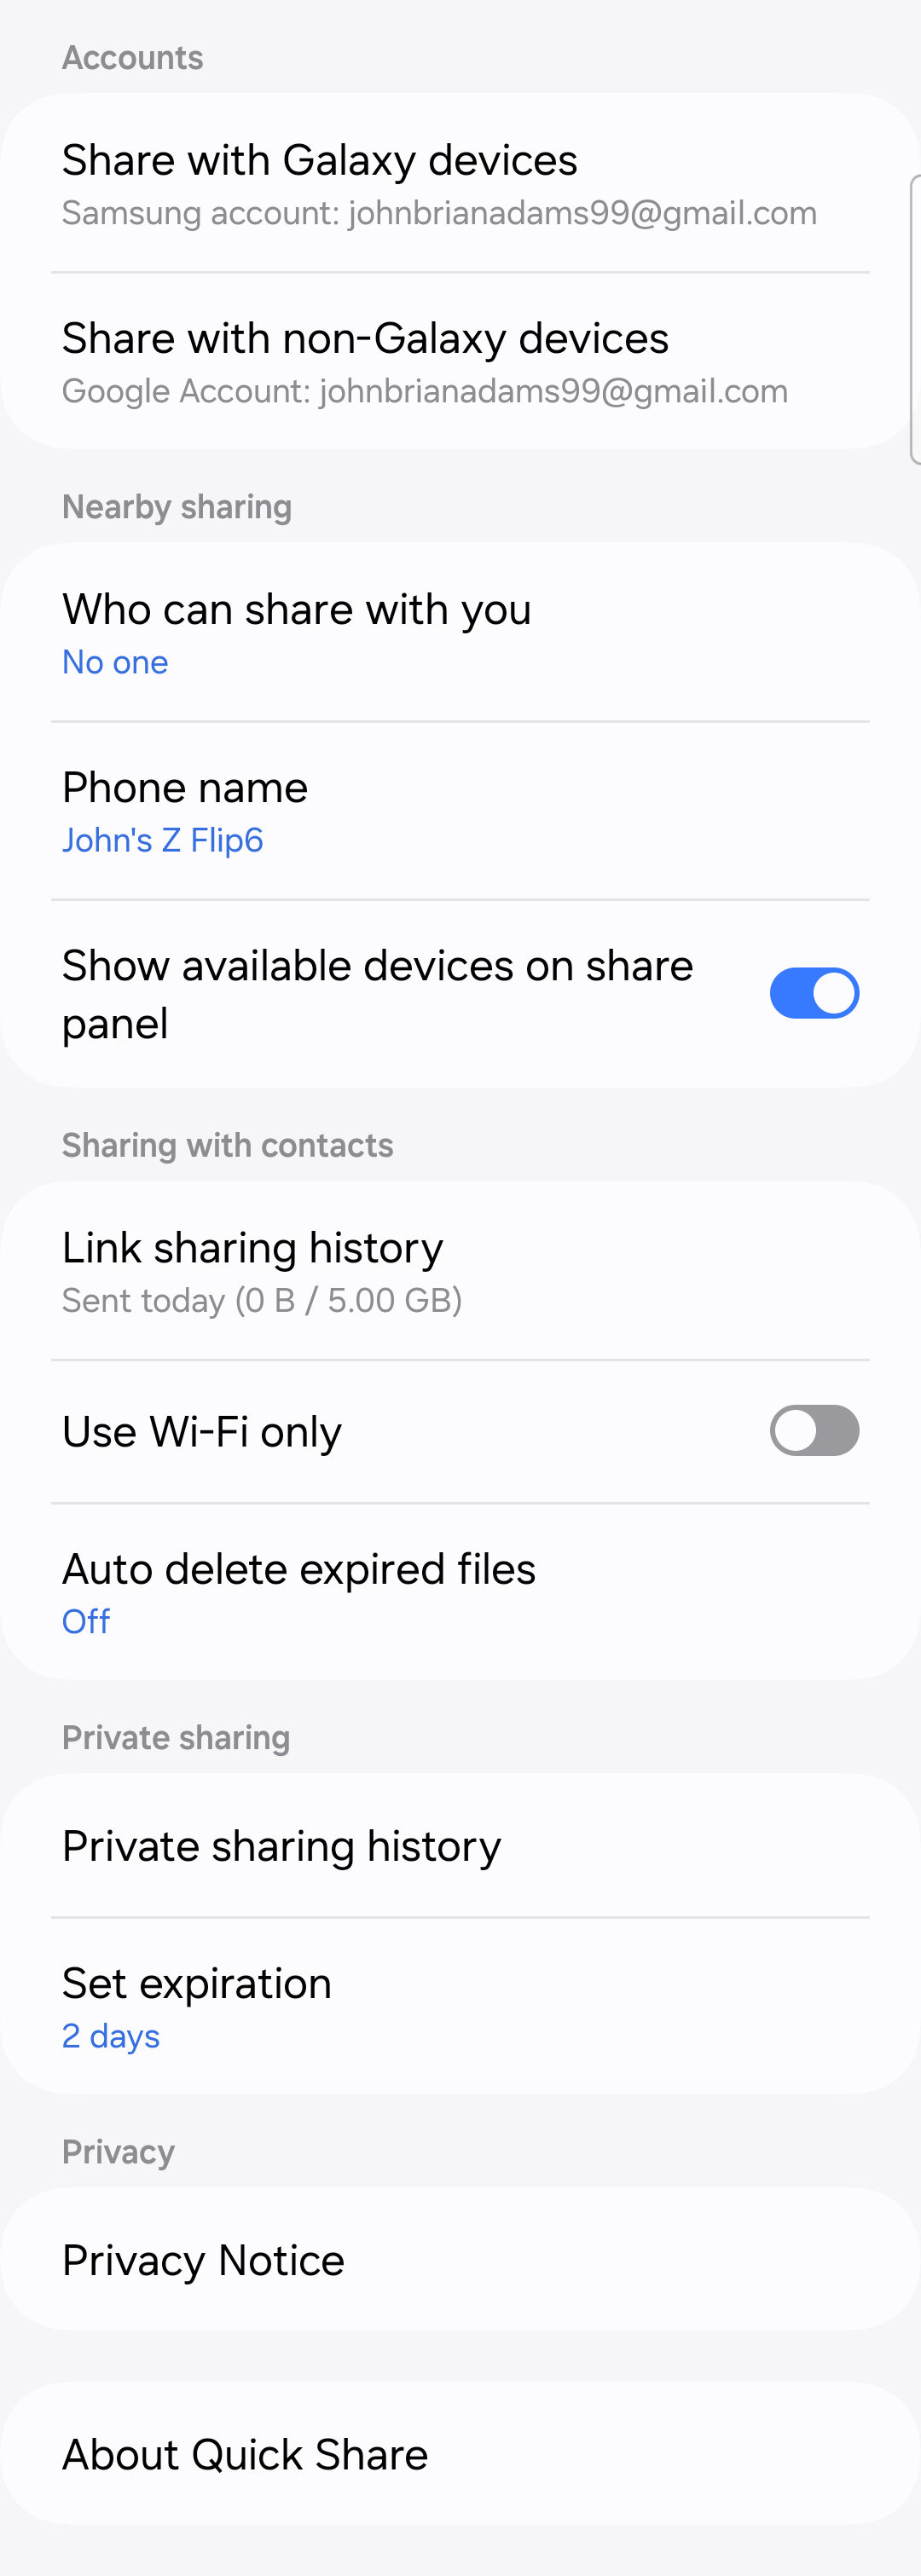 Accounts
Share with Galaxy devices
Samsung account: johnbrianadams99@gmail.com
Share with non-Galaxy devices
Google Account: johnbrianadams99@gmail.com
Nearby sharing
Who can share with you
No one
Phone name
John's Z Flip6
Show available devices on share
panel
Sharing with contacts
Link sharing history
Sent today (0 B / 5.00 GB)
Use Wi-Fi only
Auto delete expired files
Off
Private sharing
Private sharing history
Set expiration
2 days
Privacy
Privacy Notice
About Quick Share